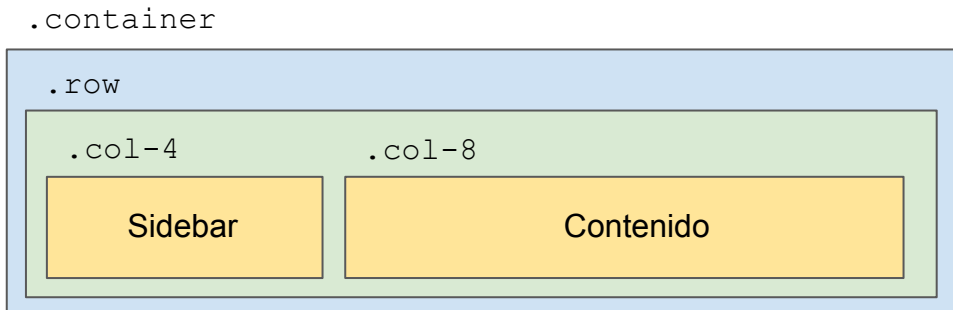 .container
.row
.col-4 .col-8
Sidebar Contenido